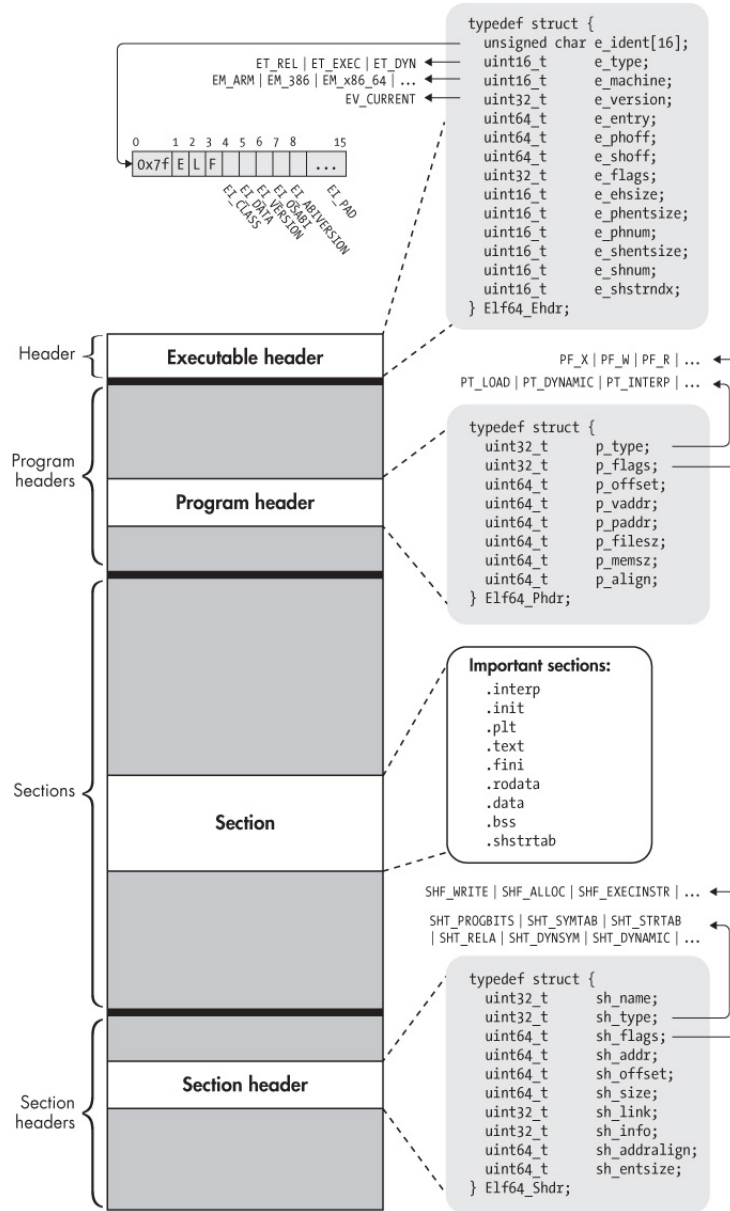 typedef struct {
unsigned char e_ident[16];
uint16_t e_type;
uint16_t e_machine;
uint32_t e_version;
uint64_t e_entry;
uint64_t e_phoff;
uint64_t e_shoff;
uint32_t e_flags;
uint16_t e_ehsize;
uint16_t e_phentsize;
uint16_t e_phnum;
uint16_t e_shentsize;
uint16_t e_shnum;
uint16_t e_shstrndx;
} Elf64_Ehdr;
ET_REL | ET_EXEC | ET_DYN
EM_ARM | EM_386 | EM_x86_64 | ...
EV_CURRENT
0 1 2 3 4 5 6 7 8 15
0x7f E L F ...
EI_CLASS
EI_DATA
EI_VERSION
EI_OSABI
EI_ABIVERSION
EI_PAD
Header
Executable header
PF_X | PF_W | PF_R | ...
PT_LOAD | PT_DYNAMIC | PT_INTERP | ...
Program headers
Program header
typedef struct {
uint32_t p_type;
uint32_t p_flags;
uint64_t p_offset;
uint64_t p_vaddr;
uint64_t p_paddr;
uint64_t p_filesz;
uint64_t p_memsz;
uint64_t p_align;
} Elf64_Phdr;
Sections
Section
Important sections:
.interp
.init
.plt
.text
.fini
.rodata
.data
.bss
.shstrtab
SHF_WRITE | SHF_ALLOC | SHF_EXECINSTR | ...
SHT_PROGBITS | SHT_SYMTAB | SHT_STRTAB
| SHT_RELA | SHT_DYNSYM | SHT_DYNAMIC | ...
Section headers
Section header
typedef struct {
uint32_t sh_name;
uint32_t sh_type;
uint64_t sh_flags;
uint64_t sh_addr;
uint64_t sh_offset;
uint64_t sh_size;
uint32_t sh_link;
uint32_t sh_info;
uint64_t sh_addralign;
uint64_t sh_entsize;
} Elf64_Shdr;